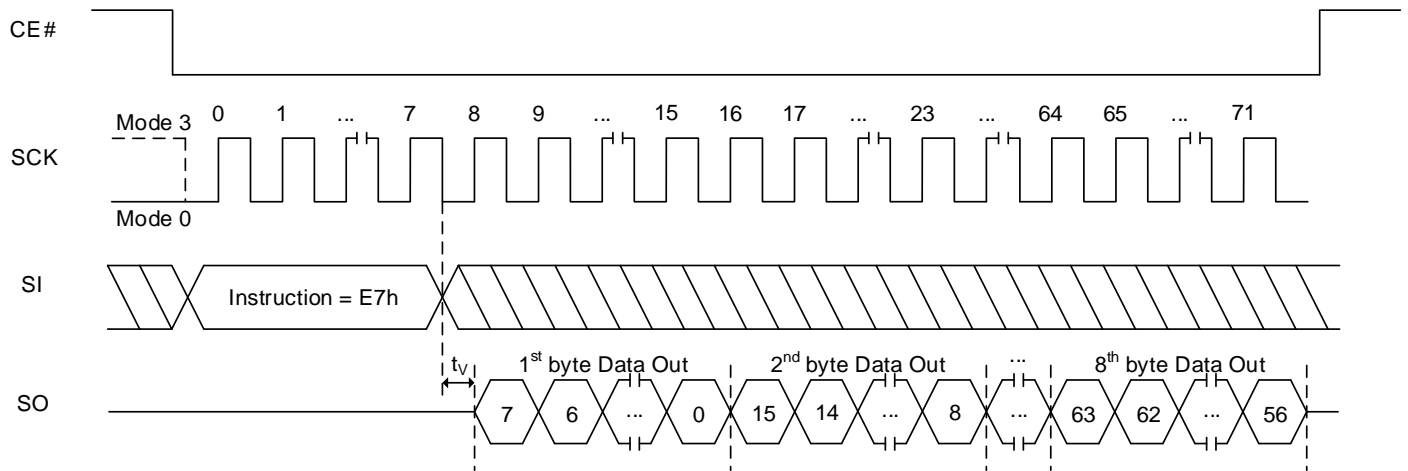 CE#
0 1 ... 7 8 9 ... 15 16 17 ... 23 ... 64 65 ... 71
Mode 3
SCK
Mode 0
SI
Instruction = E7h
tV 1st byte Data Out 2nd byte Data Out ... 8th byte Data Out
SO
7 6 ... 0 15 14 ... 8 ... 63 62 ... 56